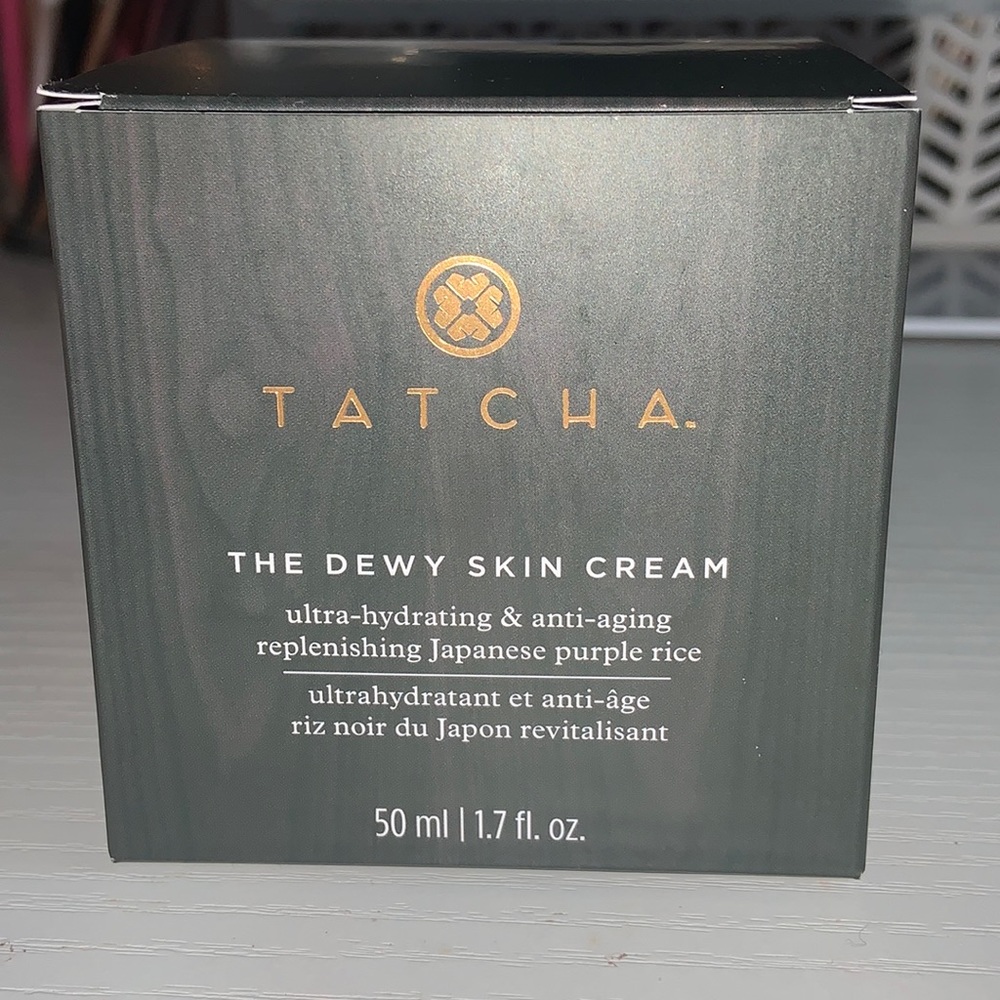 TATCHA
THE DEWY SKIN CREAM
ultra-hydrating & anti-aging
replenishing Japanese purple rice
ultrahydratant et anti-âge
riz noir du Japon revitalisant
50 ml | 1.7 fl. oz.